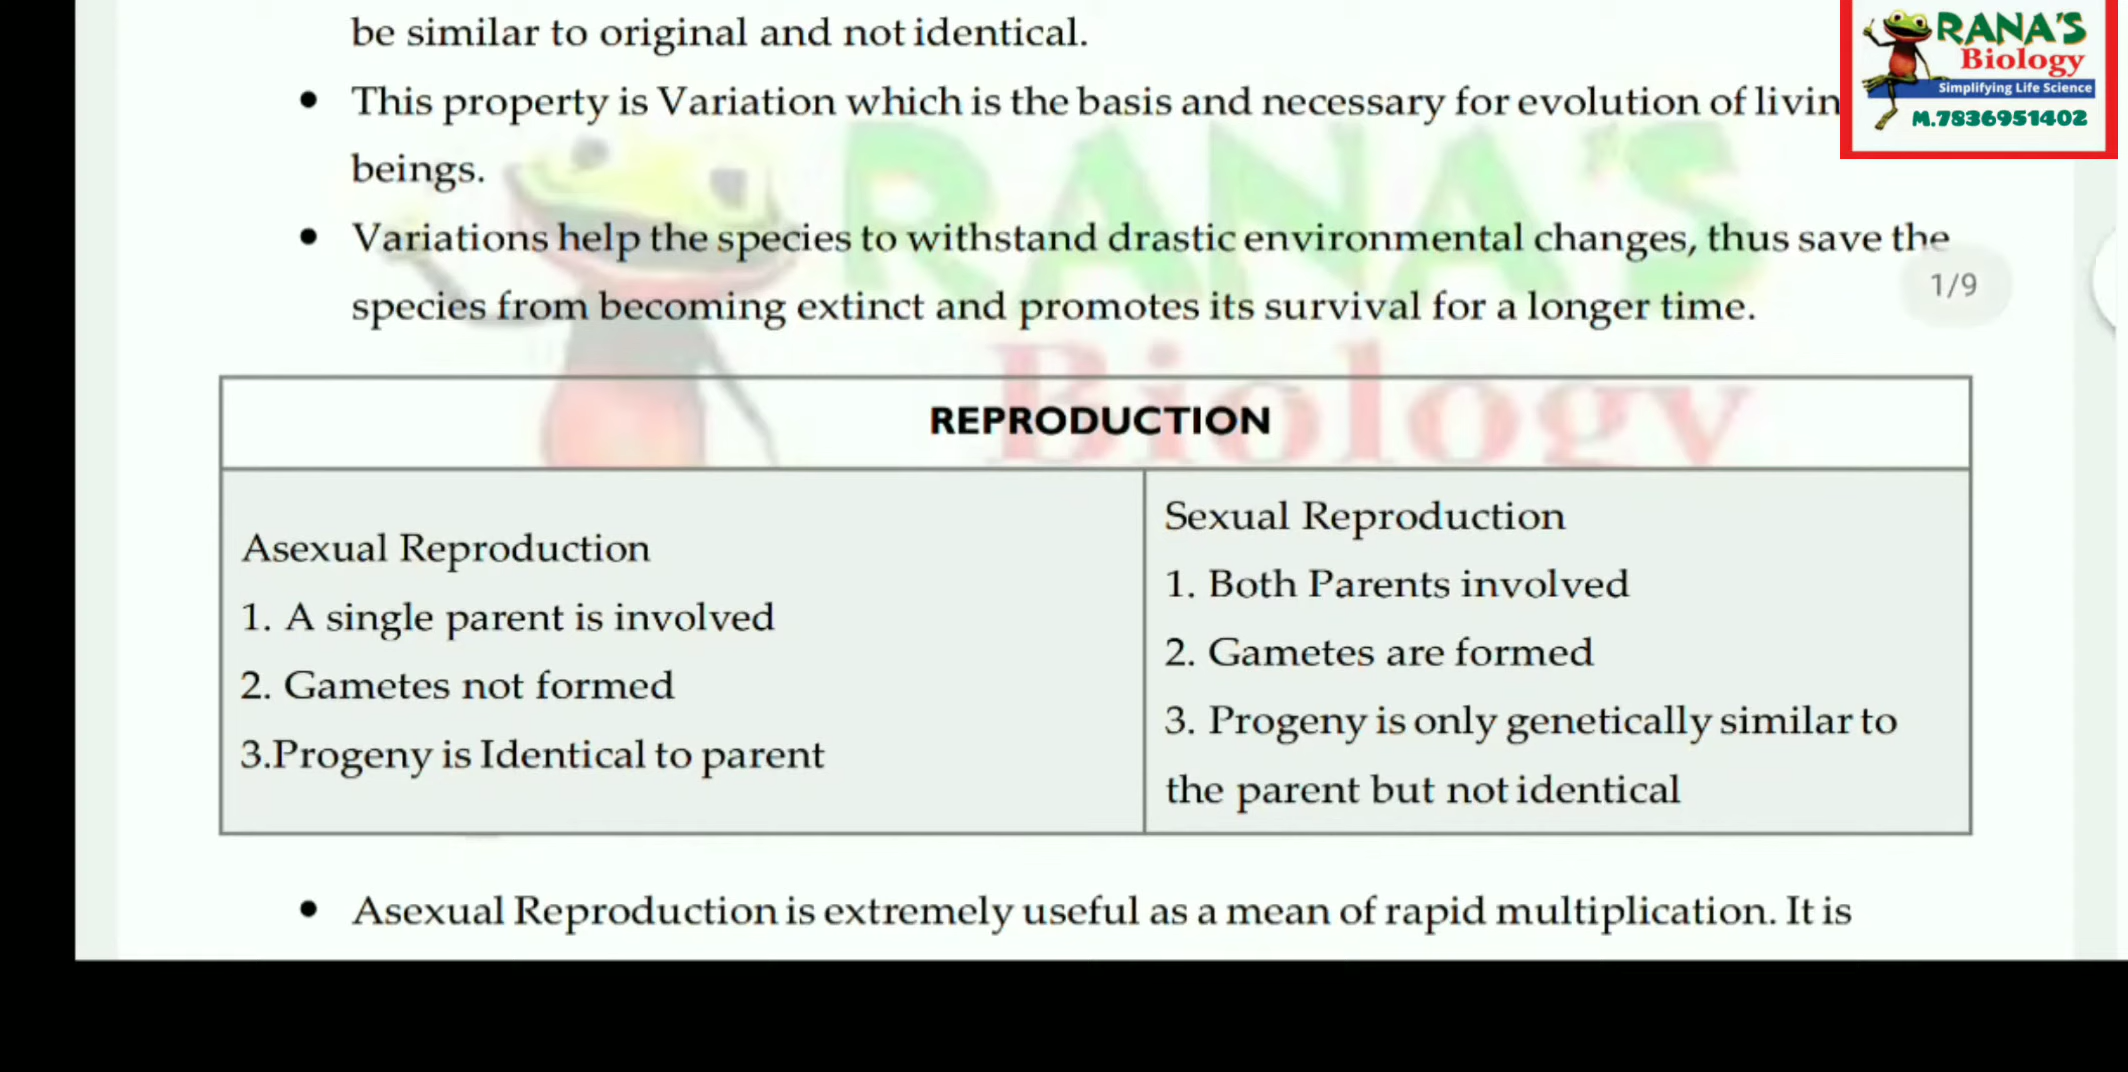 be similar to original and not identical.
• This property is Variation which is the basis and necessary for evolution of livin
beings.
• Variations help the species to withstand drastic environmental changes, thus save the
species from becoming extinct and promotes its survival for a longer time.
REPRODUCTION
Asexual Reproduction
1. A single parent is involved
2. Gametes not formed
3.Progeny is Identical to parent
Sexual Reproduction
1. Both Parents involved
2. Gametes are formed
3. Progeny is only genetically similar to
the parent but not identical
• Asexual Reproduction is extremely useful as a mean of rapid multiplication. It is
RANA'S
Biology
Simplifying Life Science
M.7836951402
1/9
RANA'S
Biology